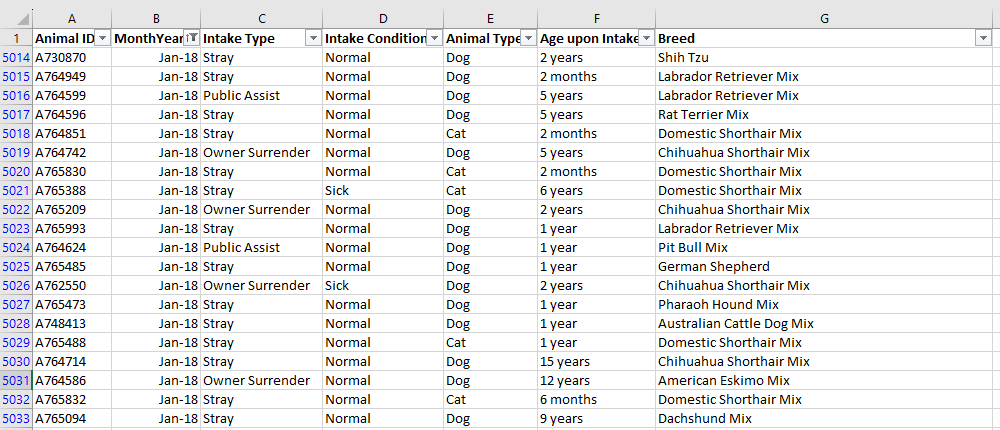 A B C D E F G
1 Animal ID MonthYear Intake Type Intake Condition Animal Type Age upon Intake Breed
5014 A730870 Jan-18 Stray Normal Dog 2 years Shih Tzu
5015 A764949 Jan-18 Stray Normal Dog 2 months Labrador Retriever Mix
5016 A764599 Jan-18 Public Assist Normal Dog 5 years Labrador Retriever Mix
5017 A764596 Jan-18 Stray Normal Dog 5 years Rat Terrier Mix
5018 A764851 Jan-18 Stray Normal Cat 2 months Domestic Shorthair Mix
5019 A764742 Jan-18 Owner Surrender Normal Dog 5 years Chihuahua Shorthair Mix
5020 A765830 Jan-18 Stray Normal Cat 2 months Domestic Shorthair Mix
5021 A765388 Jan-18 Stray Sick Cat 6 years Domestic Shorthair Mix
5022 A765209 Jan-18 Owner Surrender Normal Dog 2 years Chihuahua Shorthair Mix
5023 A765993 Jan-18 Stray Normal Dog 1 year Labrador Retriever Mix
5024 A764624 Jan-18 Public Assist Normal Dog 1 year Pit Bull Mix
5025 A765485 Jan-18 Stray Normal Dog 1 year German Shepherd
5026 A762550 Jan-18 Owner Surrender Sick Dog 2 years Chihuahua Shorthair Mix
5027 A765473 Jan-18 Stray Normal Dog 1 year Pharaoh Hound Mix
5028 A748413 Jan-18 Stray Normal Dog 1 year Australian Cattle Dog Mix
5029 A765488 Jan-18 Stray Normal Cat 1 year Domestic Shorthair Mix
5030 A764714 Jan-18 Stray Normal Dog 15 years Chihuahua Shorthair Mix
5031 A764586 Jan-18 Owner Surrender Normal Dog 12 years American Eskimo Mix
5032 A765832 Jan-18 Stray Normal Cat 6 months Domestic Shorthair Mix
5033 A765094 Jan-18 Stray Normal Dog 9 years Dachshund Mix